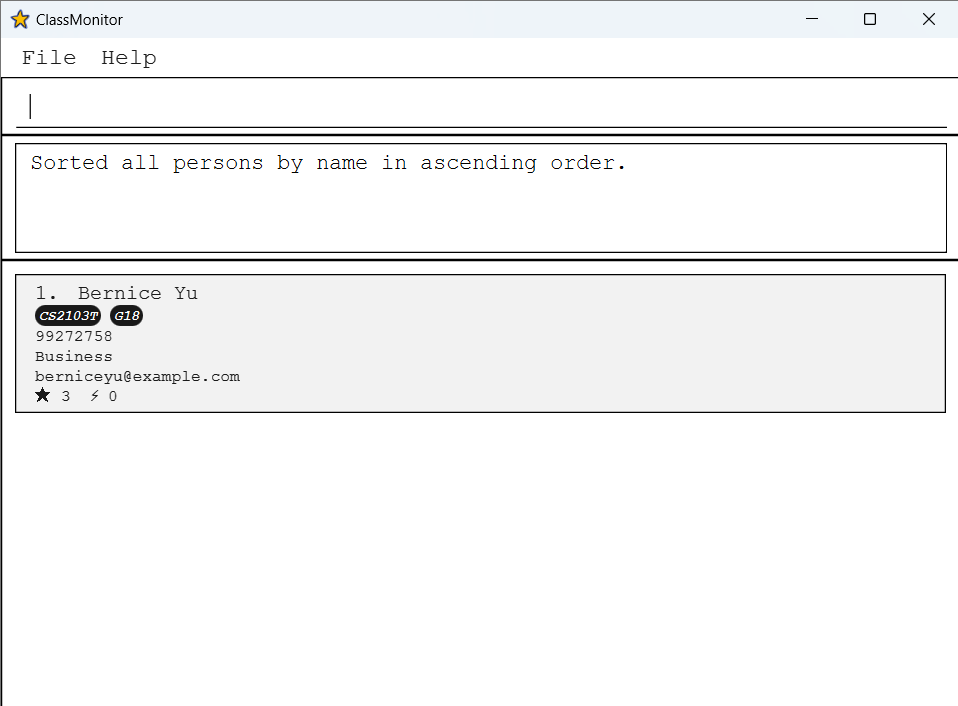 ClassMonitor
File Help
Sorted all persons by name in ascending order.
1. Bernice Yu
CS2103T G18
99272758
Business
berniceyu@example.com
★ 3 ⚡ 0